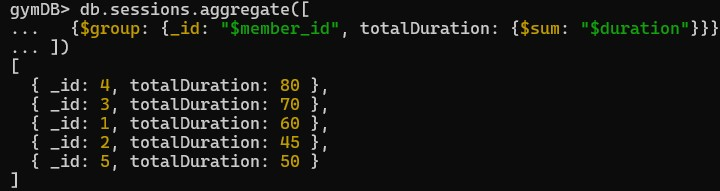 gymDB> db.sessions.aggregate([
...   {$group: {_id: "$member_id", totalDuration: {$sum: "$duration"}}}
... ])
[
  { _id: 4, totalDuration: 80 },
  { _id: 3, totalDuration: 70 },
  { _id: 1, totalDuration: 60 },
  { _id: 2, totalDuration: 45 },
  { _id: 5, totalDuration: 50 }
]